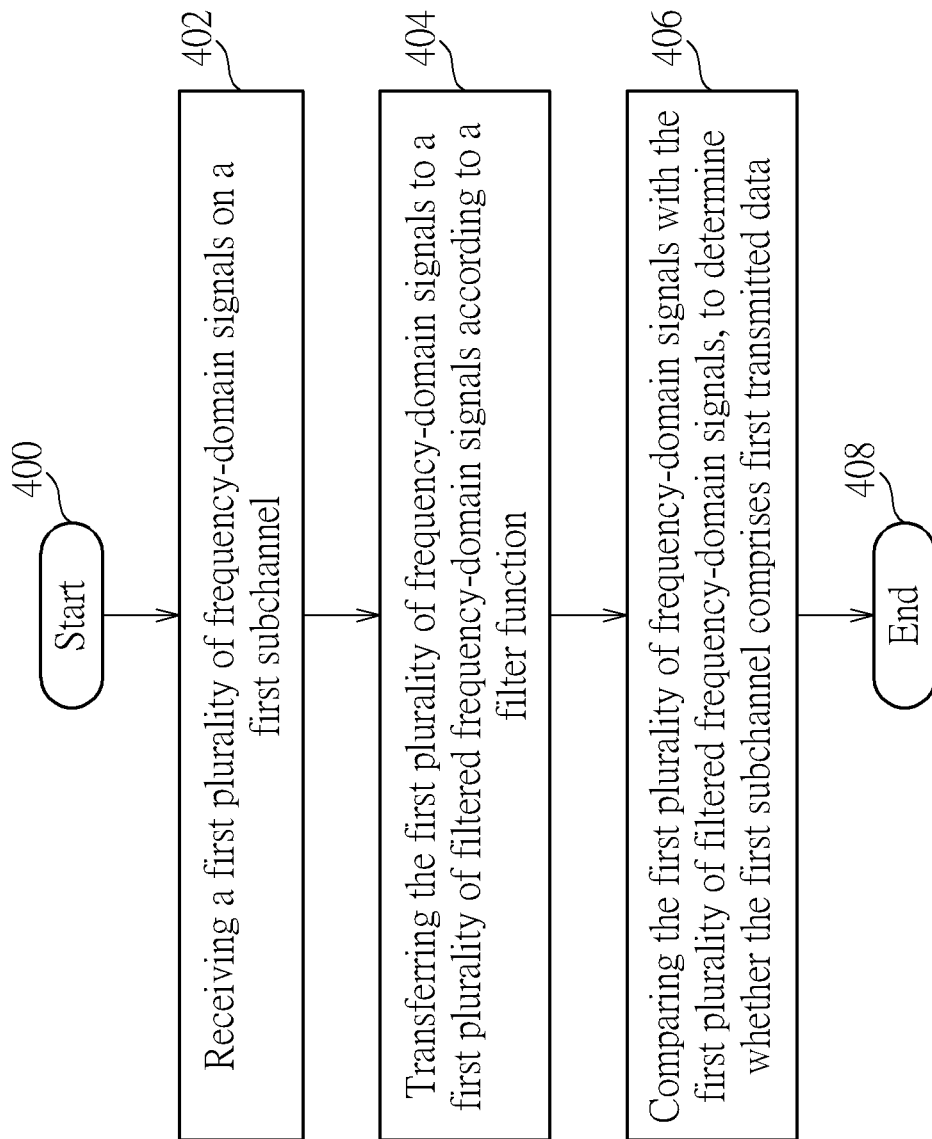 Start
400
Receiving a first plurality of frequency-domain signals on a
first subchannel
402
Transferring the first plurality of frequency-domain signals to a
first plurality of filtered frequency-domain signals according to a
filter function
404
Comparing the first plurality of frequency-domain signals with the
first plurality of filtered frequency-domain signals, to determine
whether the first subchannel comprises first transmitted data
406
End
408